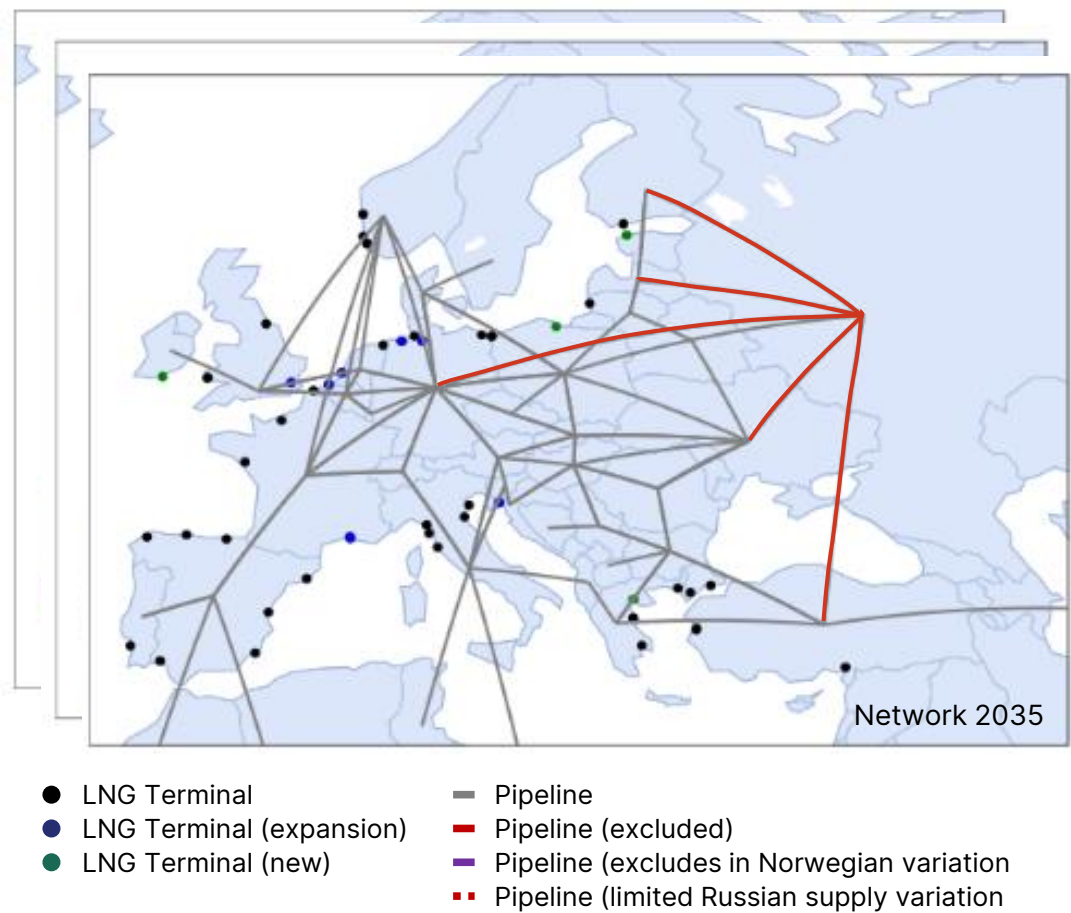 Network 2035
LNG Terminal
LNG Terminal (expansion)
LNG Terminal (new)
Pipeline
Pipeline (excluded)
Pipeline (excludes in Norwegian variation
Pipeline (limited Russian supply variation